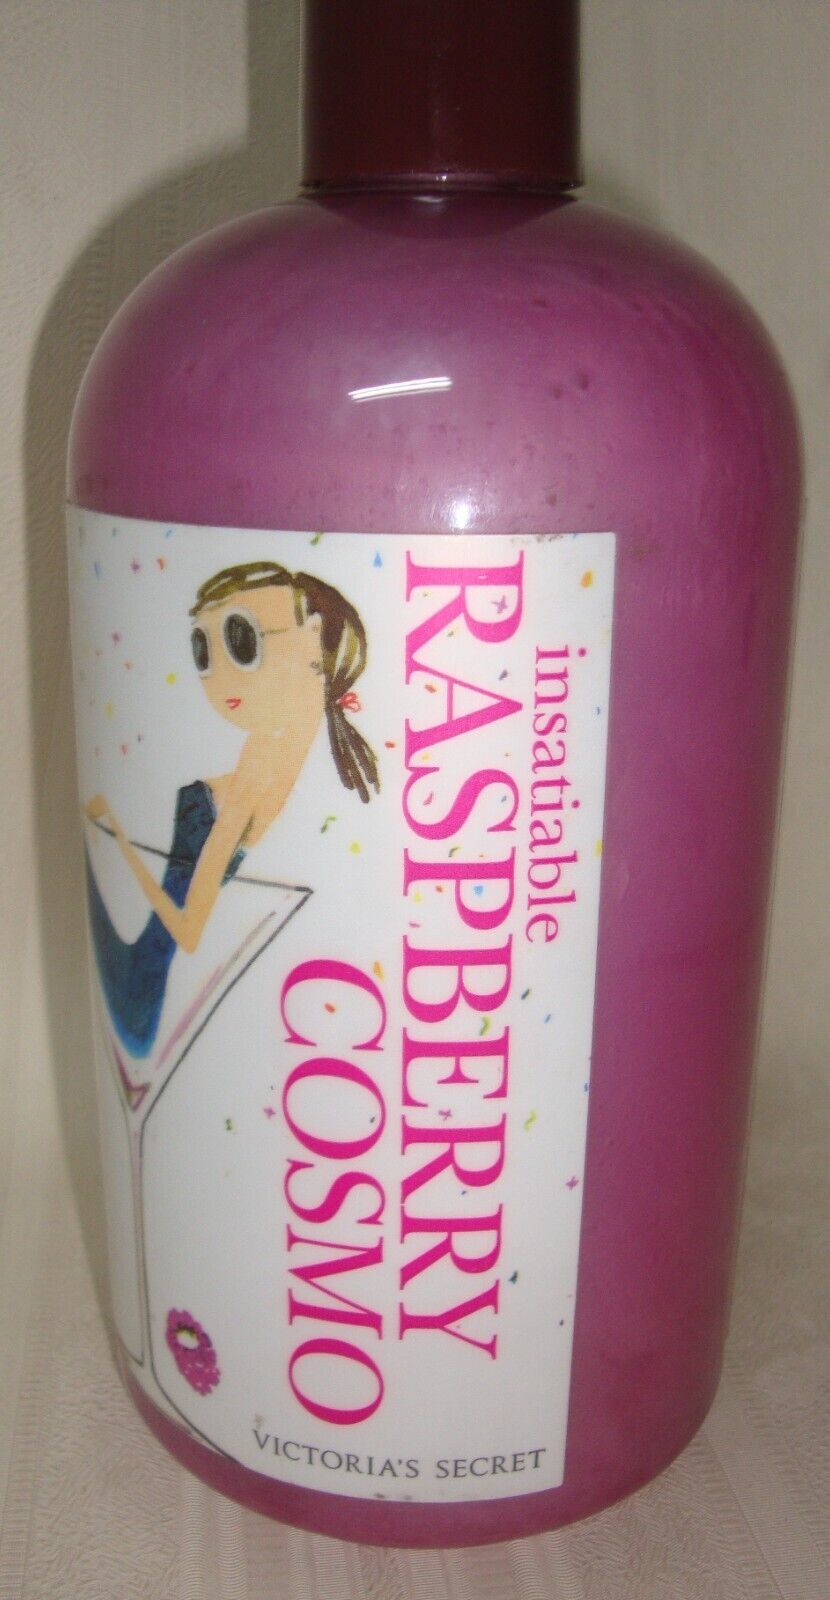 insatiable
RASPBERRY
COSMO
VICTORIA'S SECRET